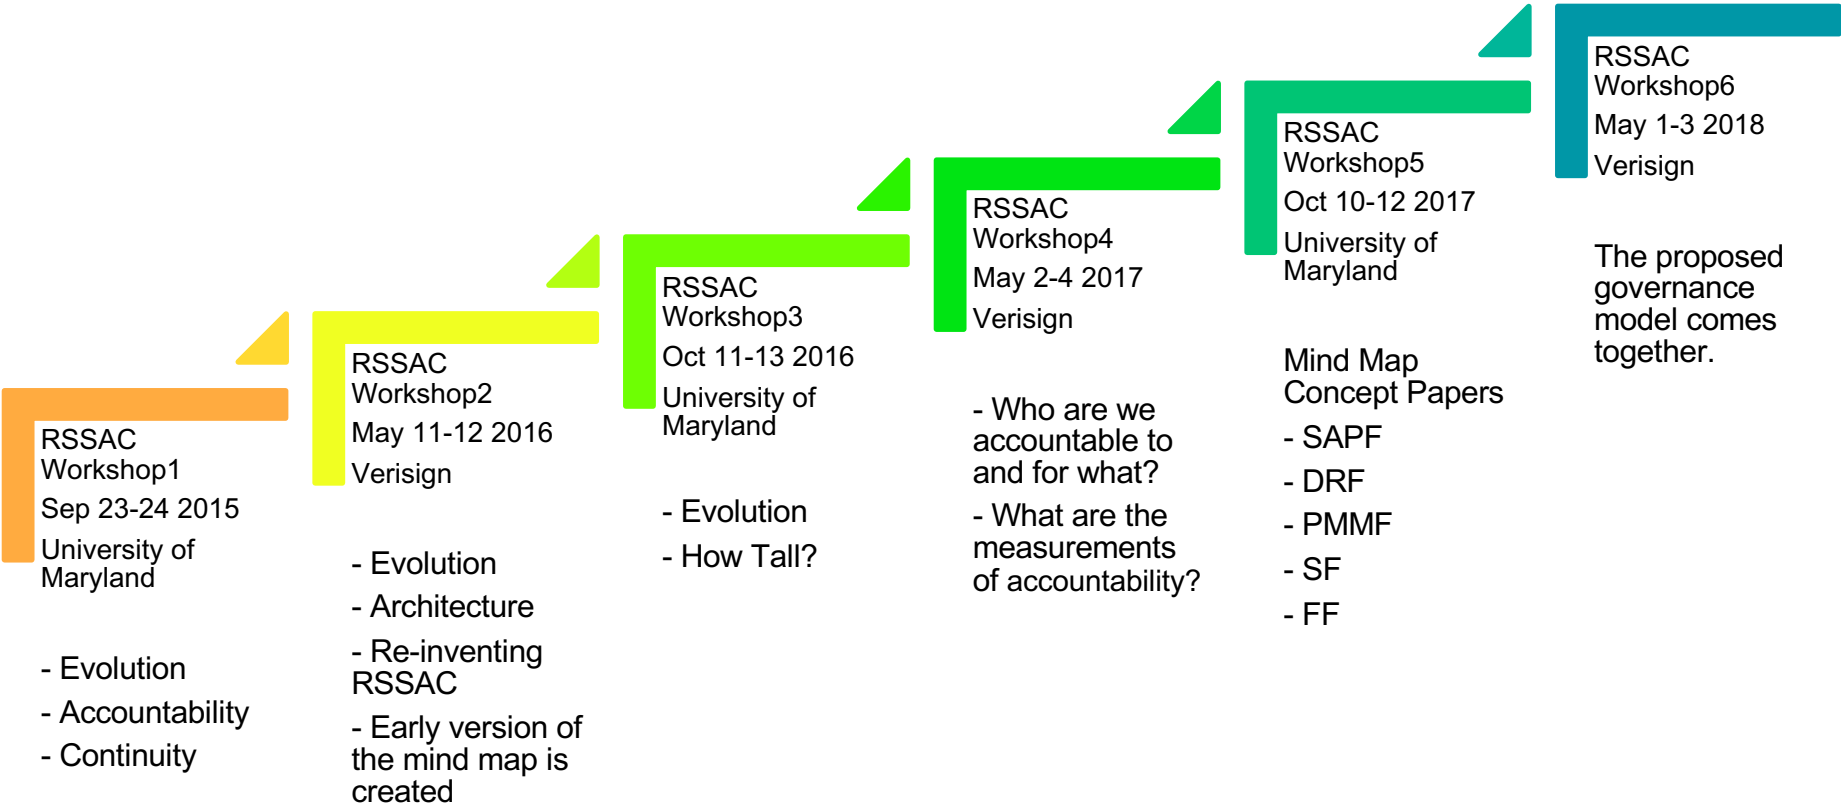 RSSAC
Workshop1
Sep 23-24 2015
University of
Maryland
- Evolution
- Accountability
- Continuity
RSSAC
Workshop2
May 11-12 2016
Verisign
- Evolution
- Architecture
- Re-inventing
RSSAC
- Early version of
the mind map is
created
RSSAC
Workshop3
Oct 11-13 2016
University of
Maryland
- Evolution
- How Tall?
RSSAC
Workshop4
May 2-4 2017
Verisign
- Who are we
accountable to
and for what?
- What are the
measurements
of accountability?
RSSAC
Workshop5
Oct 10-12 2017
University of
Maryland
Mind Map
Concept Papers
- SAPF
- DRF
- PMMF
- SF
- FF
RSSAC
Workshop6
May 1-3 2018
Verisign
The proposed
governance
model comes
together.